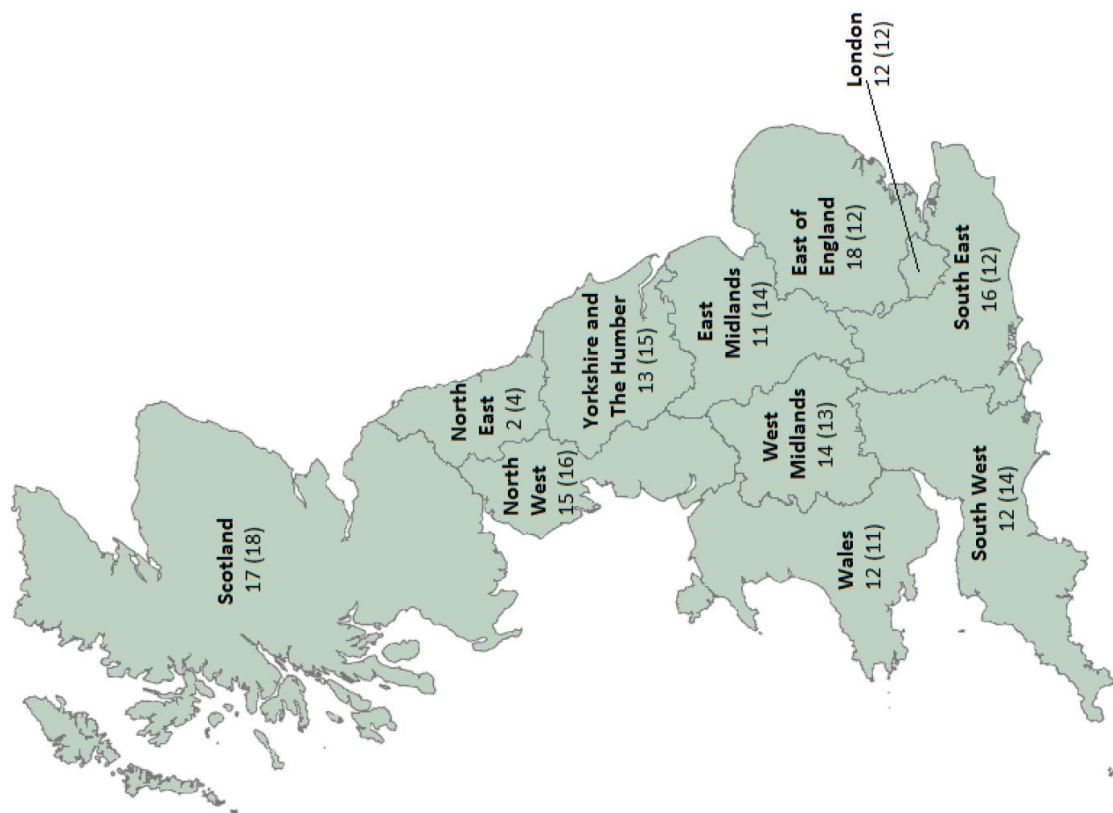 Scotland
17 (18)
North
East
2 (4)
North
West
15 (16)
Yorkshire and
The Humber
13 (15)
East
Midlands
11 (14)
West
Midlands
14 (13)
East of
England
18 (12)
Wales
12 (11)
London
12 (12)
South East
16 (12)
South West
12 (14)